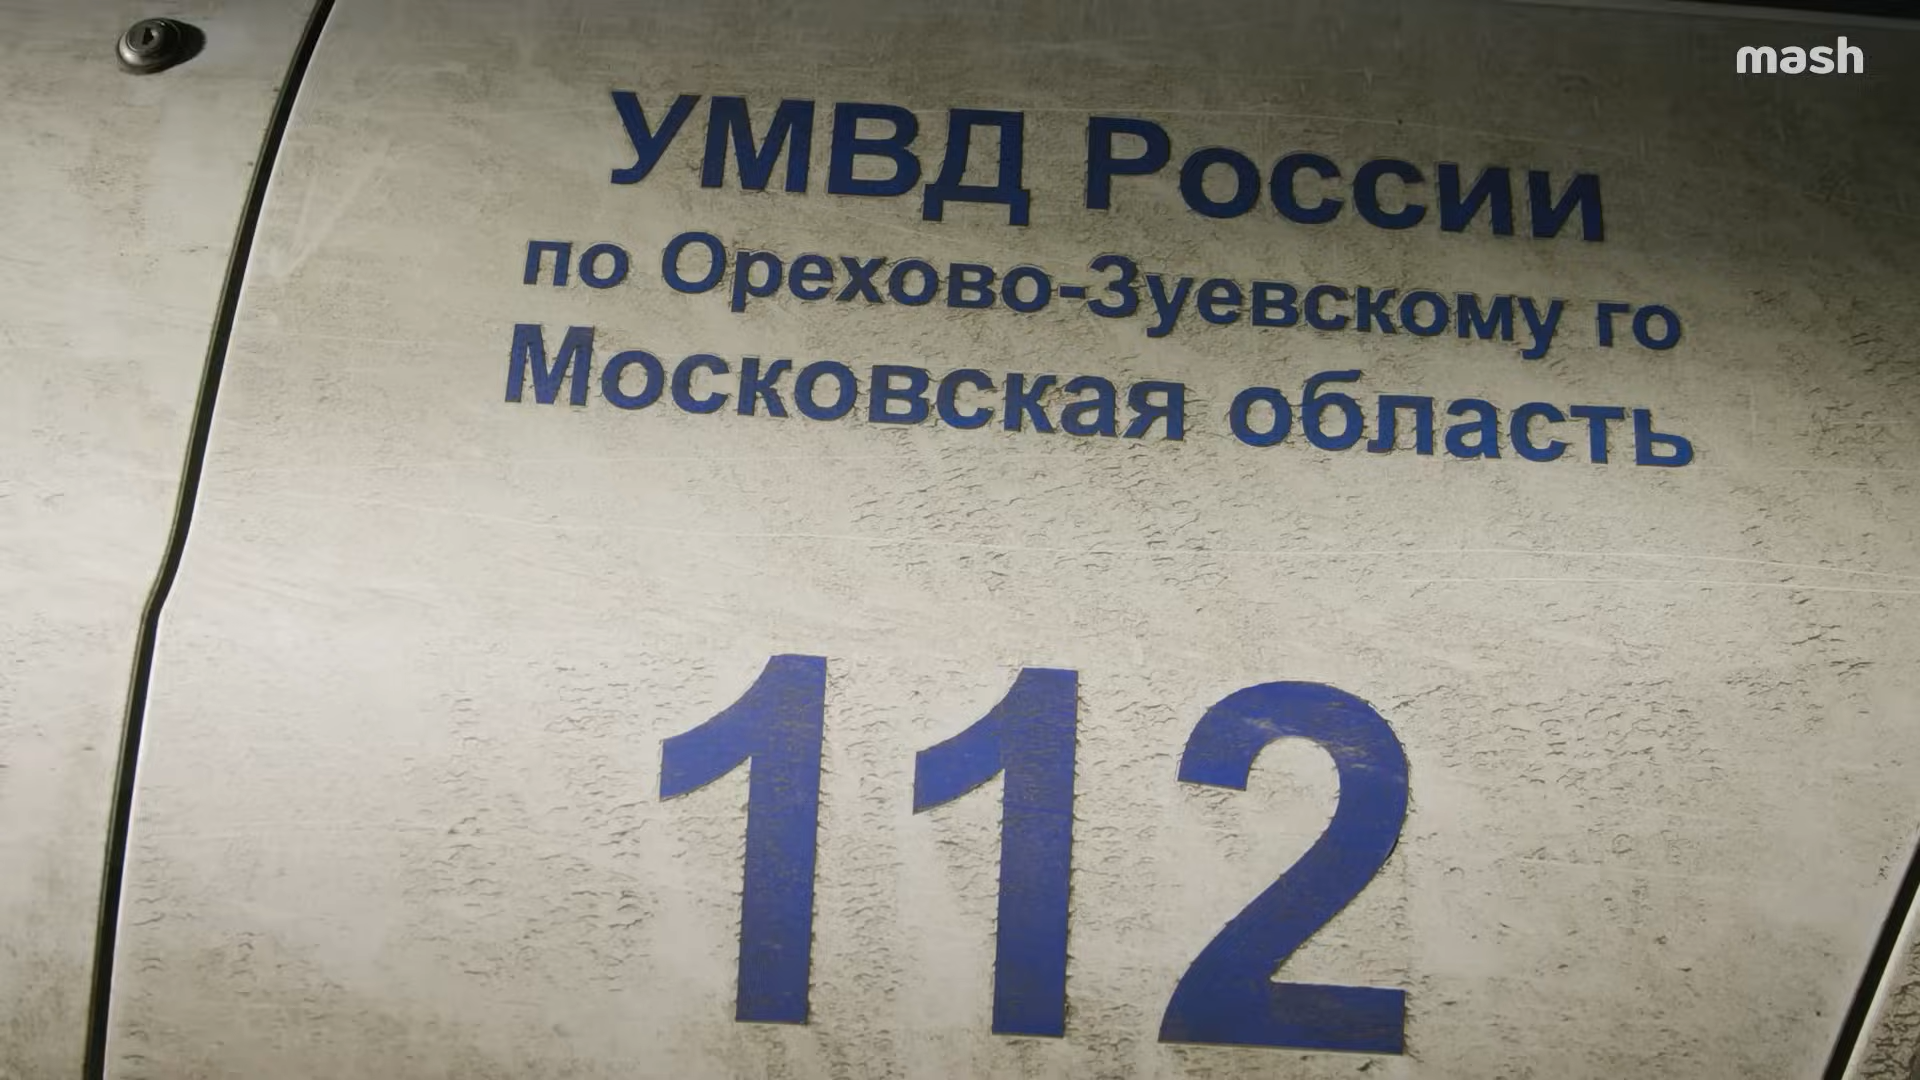 mash
УМВД России
по Орехово-Зуевскому го
Московская область
112